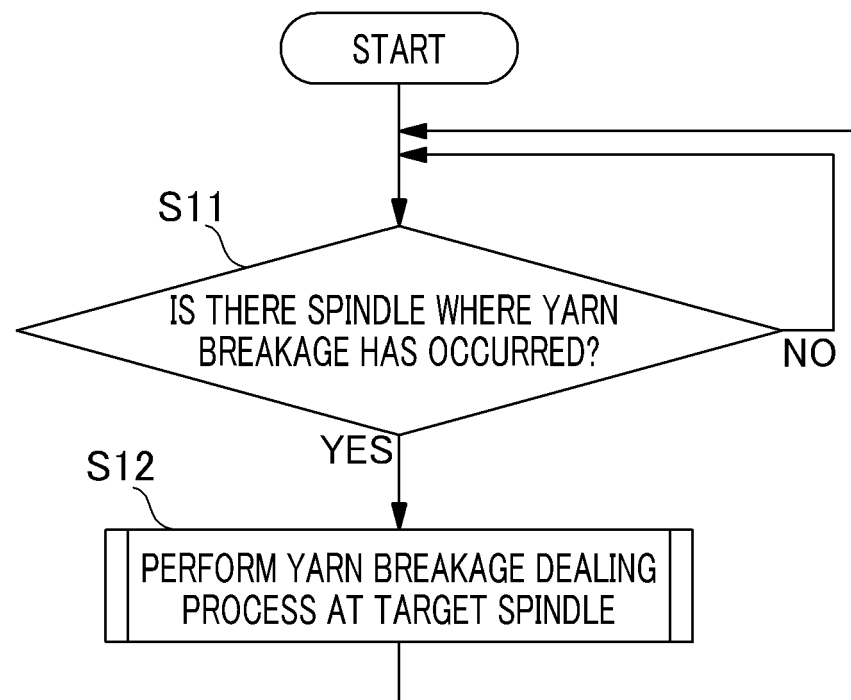 START
S11
IS THERE SPINDLE WHERE YARN
BREAKAGE HAS OCCURRED?
NO
YES
S12
PERFORM YARN BREAKAGE DEALING
PROCESS AT TARGET SPINDLE